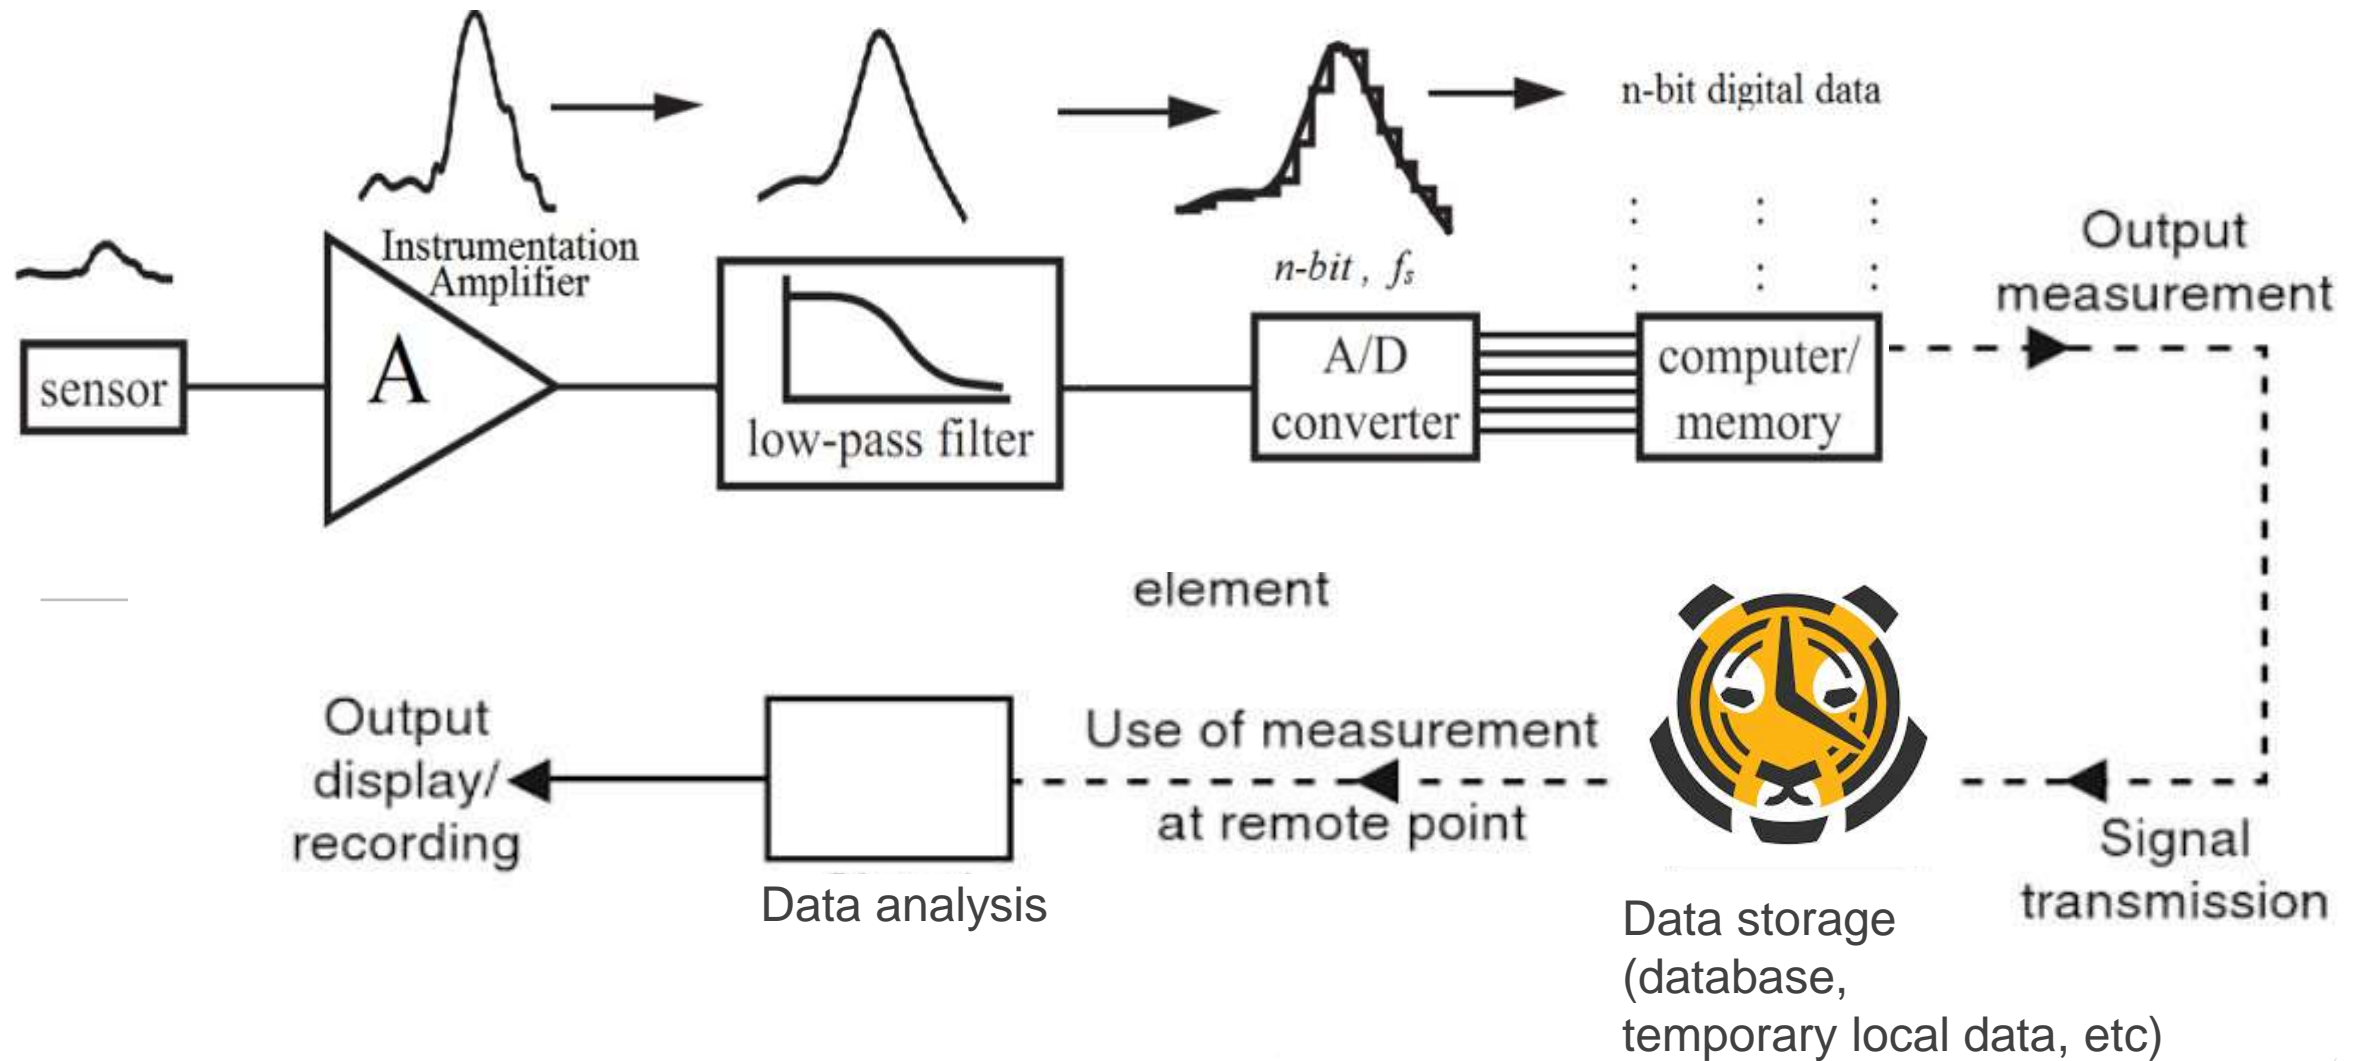 n-bit digital data
Instrumentation
Amplifier
n-bit , fs
Output
measurement
sensor
A
low-pass filter
A/D
converter
computer/
memory
element
Output
display/
recording
Use of measurement
at remote point
Signal
transmission
Data analysis
Data storage
(database,
temporary local data, etc)